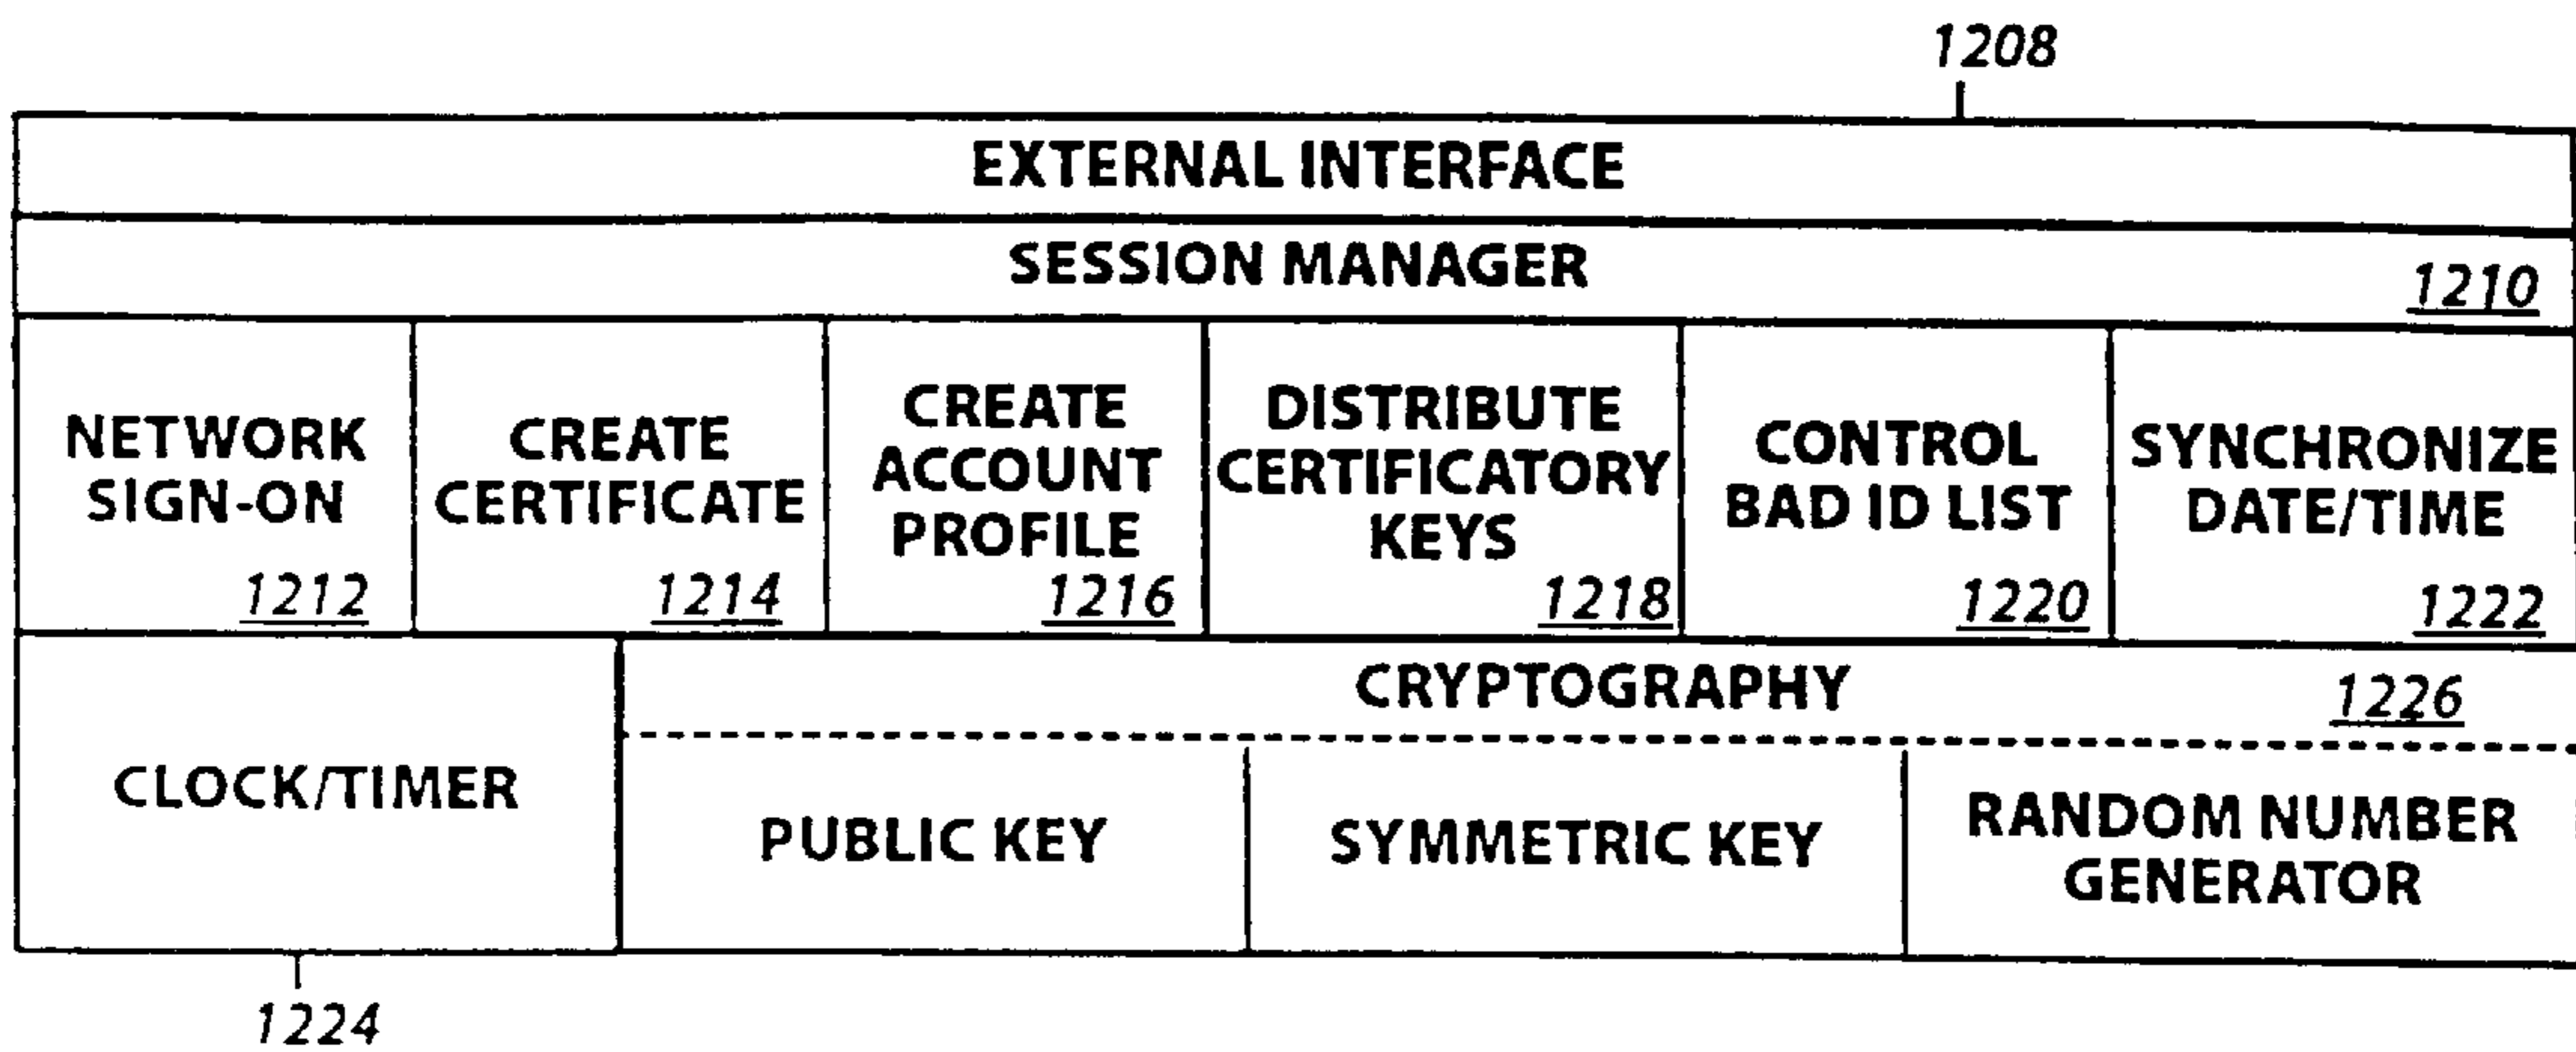 1208
EXTERNAL INTERFACE
SESSION MANAGER
1210
NETWORK
SIGN-ON
1212
CREATE
CERTIFICATE
1214
CREATE
ACCOUNT
PROFILE
1216
DISTRIBUTE
CERTIFICATORY
KEYS
1218
CONTROL
BAD ID LIST
1220
SYNCHRONIZE
DATE/TIME
1222
CLOCK/TIMER
1224
CRYPTOGRAPHY
1226
PUBLIC KEY
SYMMETRIC KEY
RANDOM NUMBER
GENERATOR